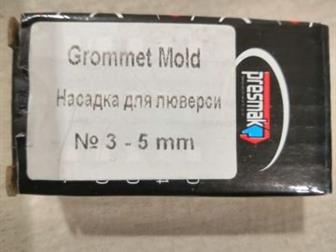 Grommet Mold
Насадка для люверси
№ 3 - 5 mm
presmak